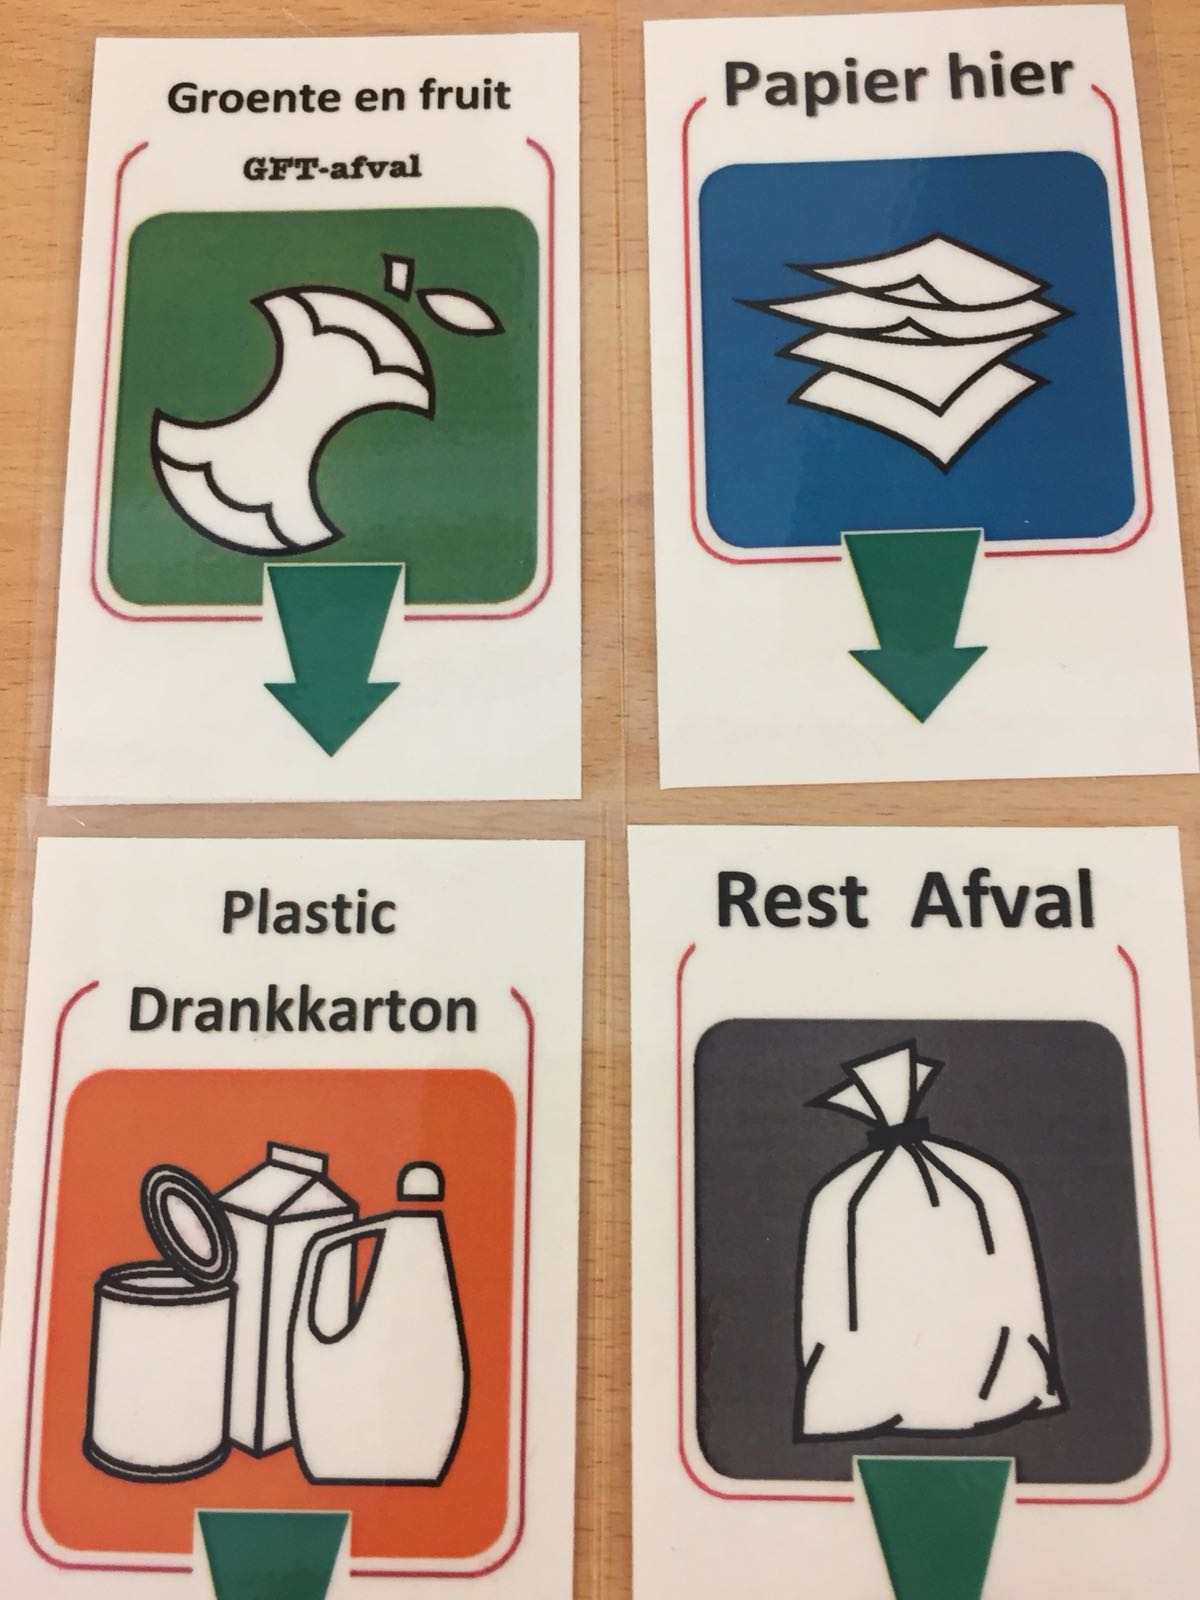 Groente en fruit
GFT-afval
Papier hier
Plastic
Drankkarton
Rest Afval